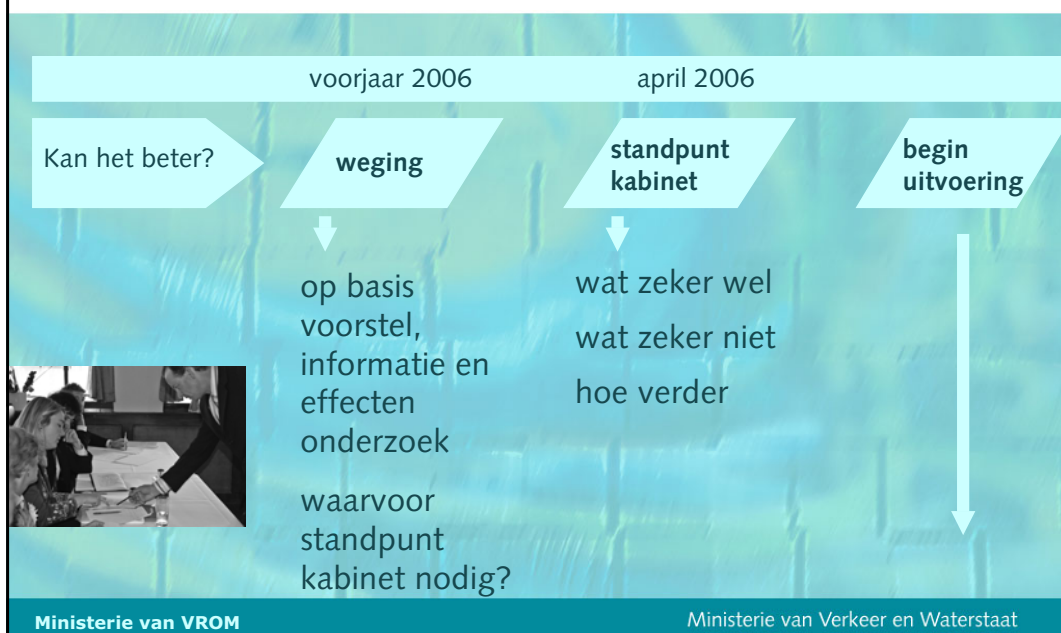 voorjaar 2006
april 2006
Kan het beter?
weging
standpunt
kabinet
begin
uitvoering
op basis
voorstel,
informatie en
effecten
onderzoek
waarvoor
standpunt
kabinet nodig?
wat zeker wel
wat zeker niet
hoe verder
Ministerie van VROM
Ministerie van Verkeer en Waterstaat